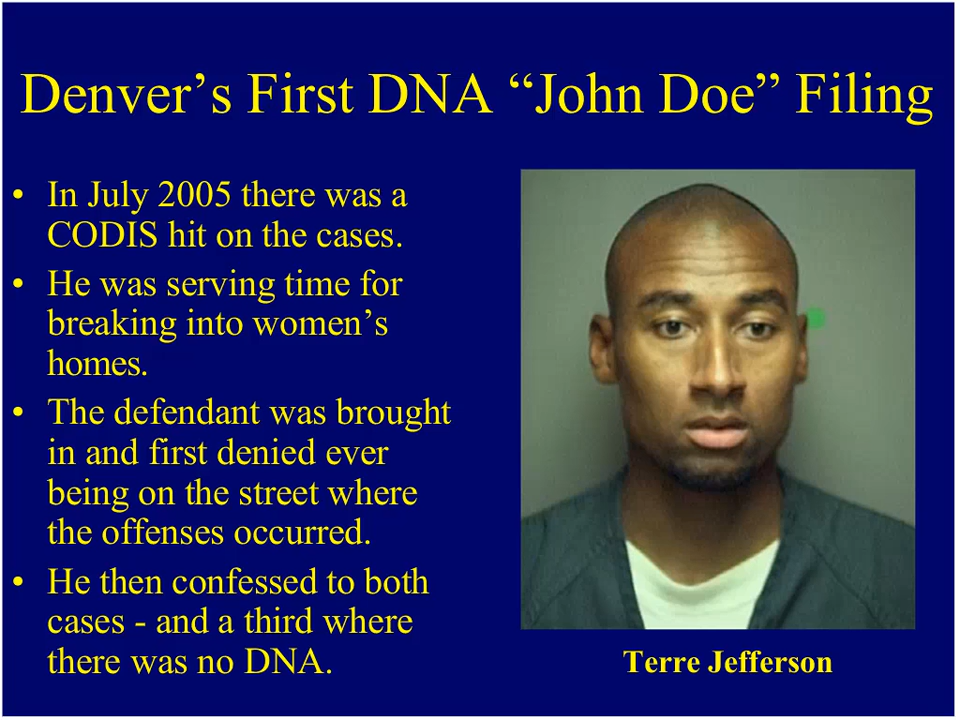 Denver’s First DNA “John Doe” Filing
• In July 2005 there was a
CODIS hit on the cases.
• He was serving time for
breaking into women’s
homes.
• The defendant was brought
in and first denied ever
being on the street where
the offenses occurred.
• He then confessed to both
cases - and a third where
there was no DNA.
Terre Jefferson